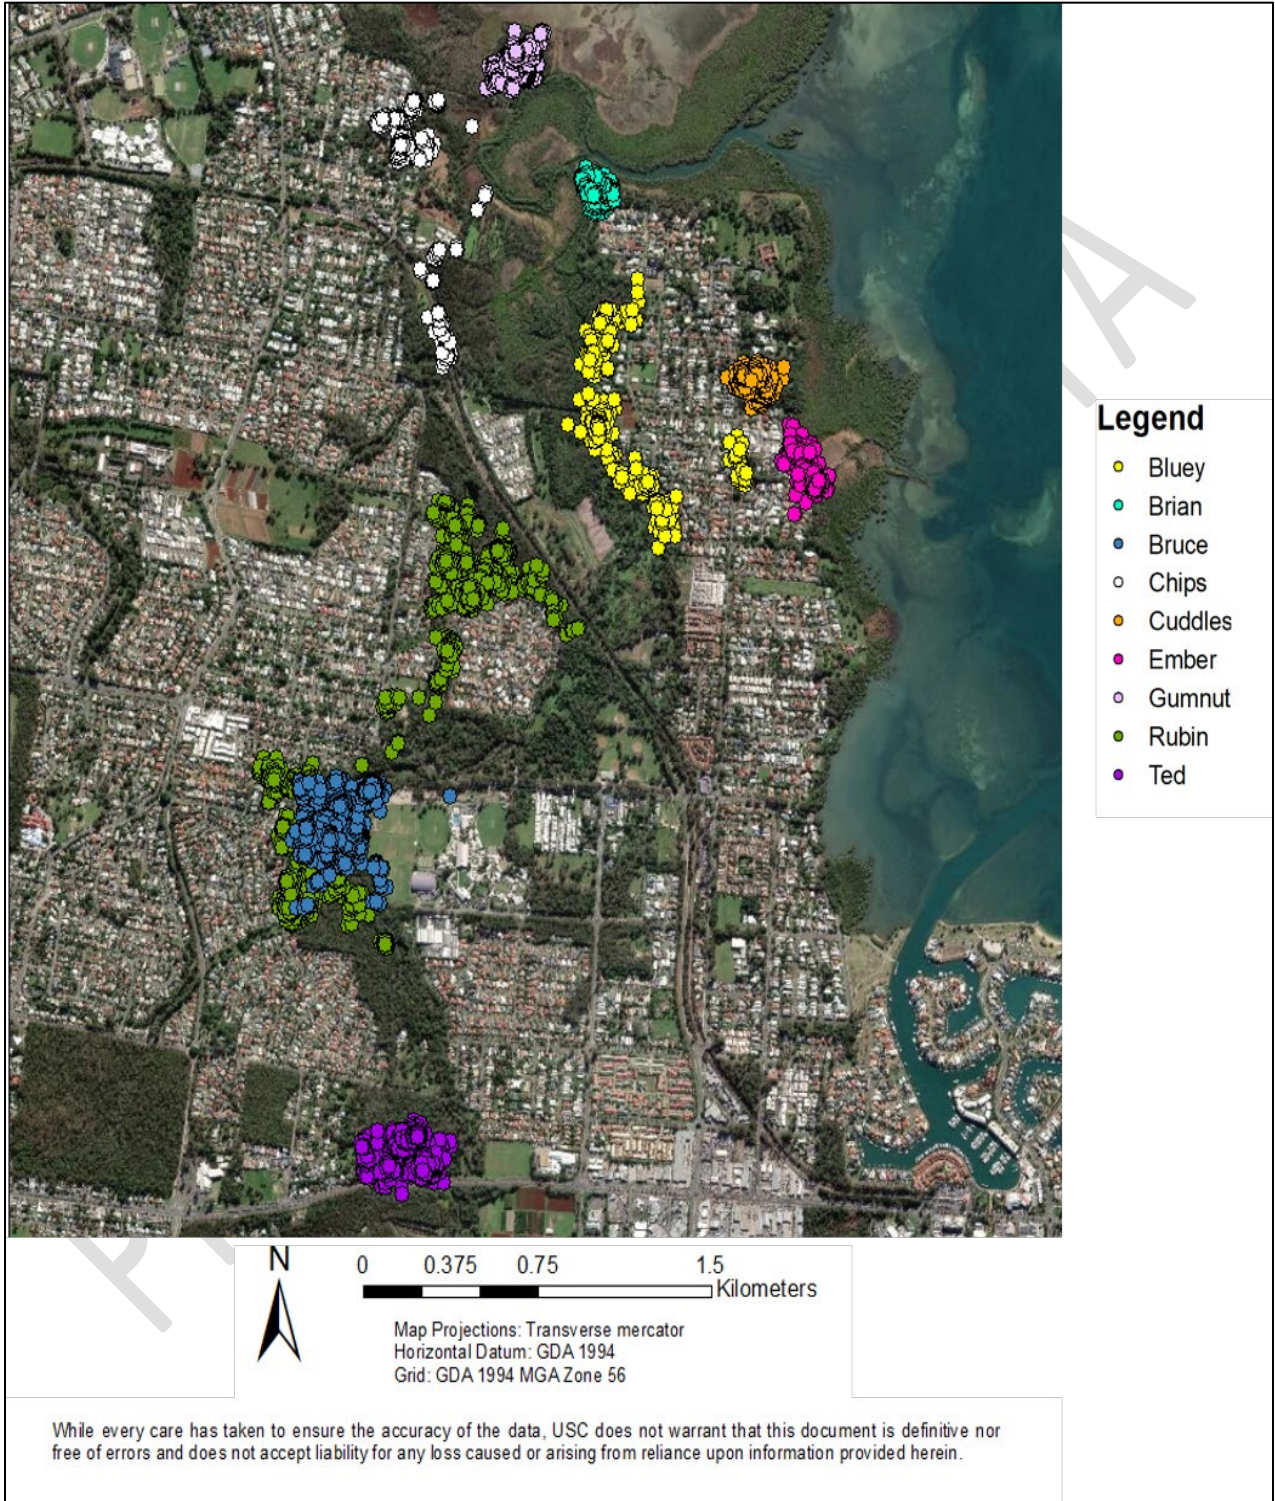 Legend
Bluey
Brian
Bruce
Chips
Cuddles
Ember
Gumnut
Rubin
Ted
N
0 0.375 0.75 1.5
Kilometers
Map Projections: Transverse mercator
Horizontal Datum: GDA 1994
Grid: GDA 1994 MGA Zone 56
While every care has taken to ensure the accuracy of the data, USC does not warrant that this document is definitive nor
free of errors and does not accept liability for any loss caused or arising from reliance upon information provided herein.